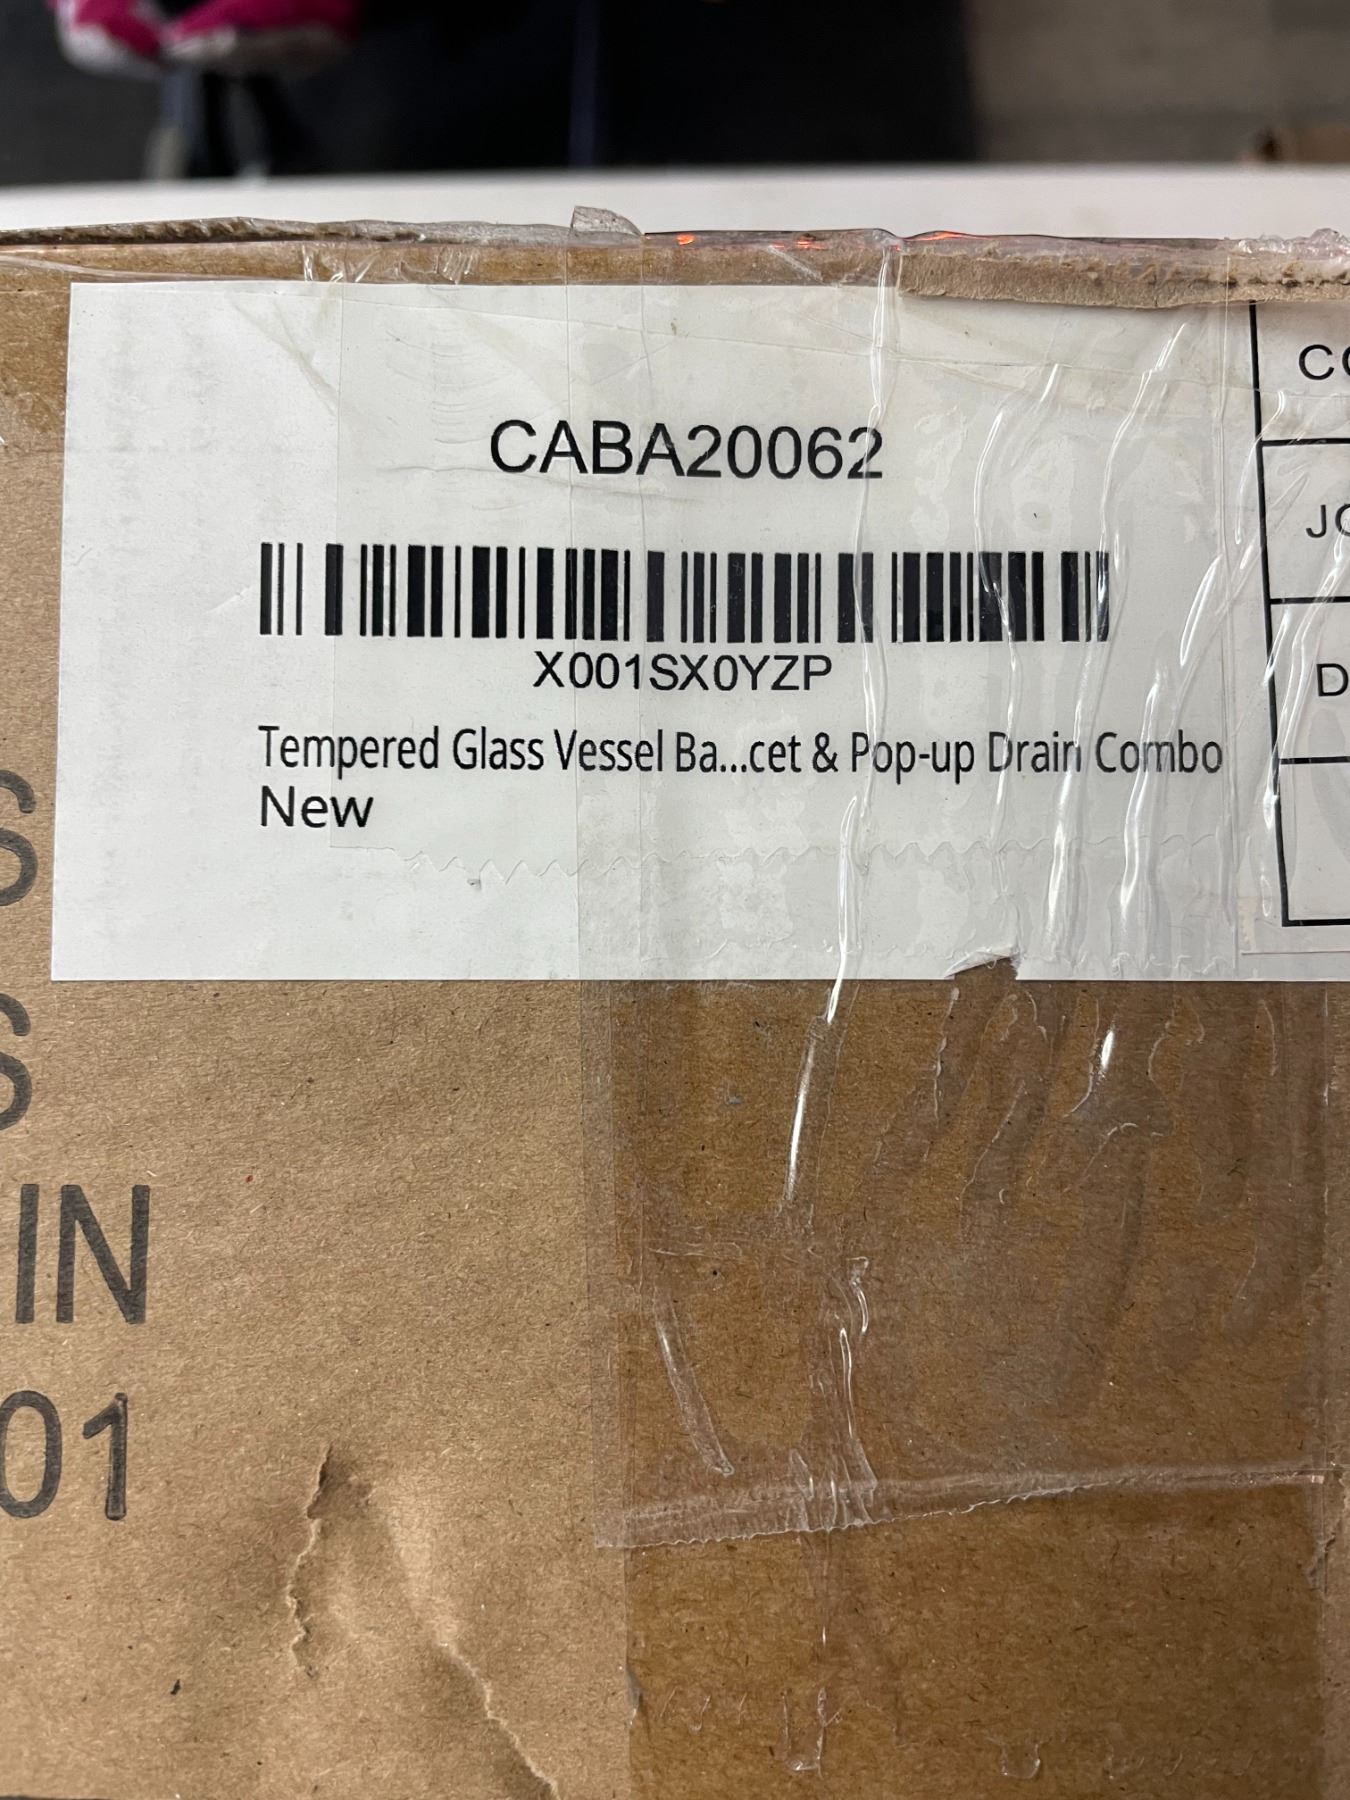 CABA20062
X001SX0YZP
Tempered Glass Vessel Ba...cet & Pop-up Drain Combo
New
IN
01